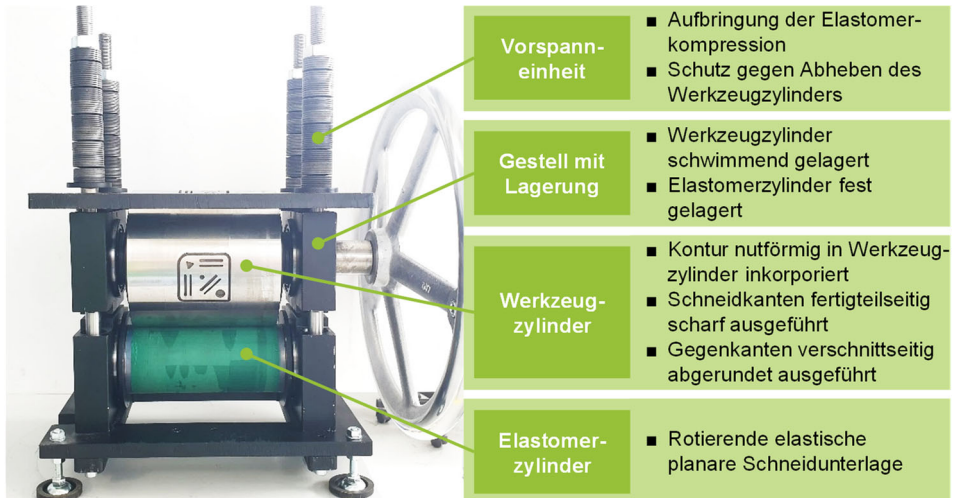 Vorspann-
einheit
■ Aufbringung der Elastomer-
kompression
■ Schutz gegen Abheben des
Werkzeugzylinders
Gestell mit
Lagerung
■ Werkzeugzylinder
schwimmend gelagert
■ Elastomerzylinder fest
gelagert
Werkzeug-
zylinder
■ Kontur nutförmig in Werkzeug-
zylinder inkorporiert
■ Schneidkanten fertigteilseitig
scharf ausgeführt
■ Gegenkanten verschnittseitig
abgerundet ausgeführt
Elastomer-
zylinder
■ Rotierende elastische
planare Schneidunterlage